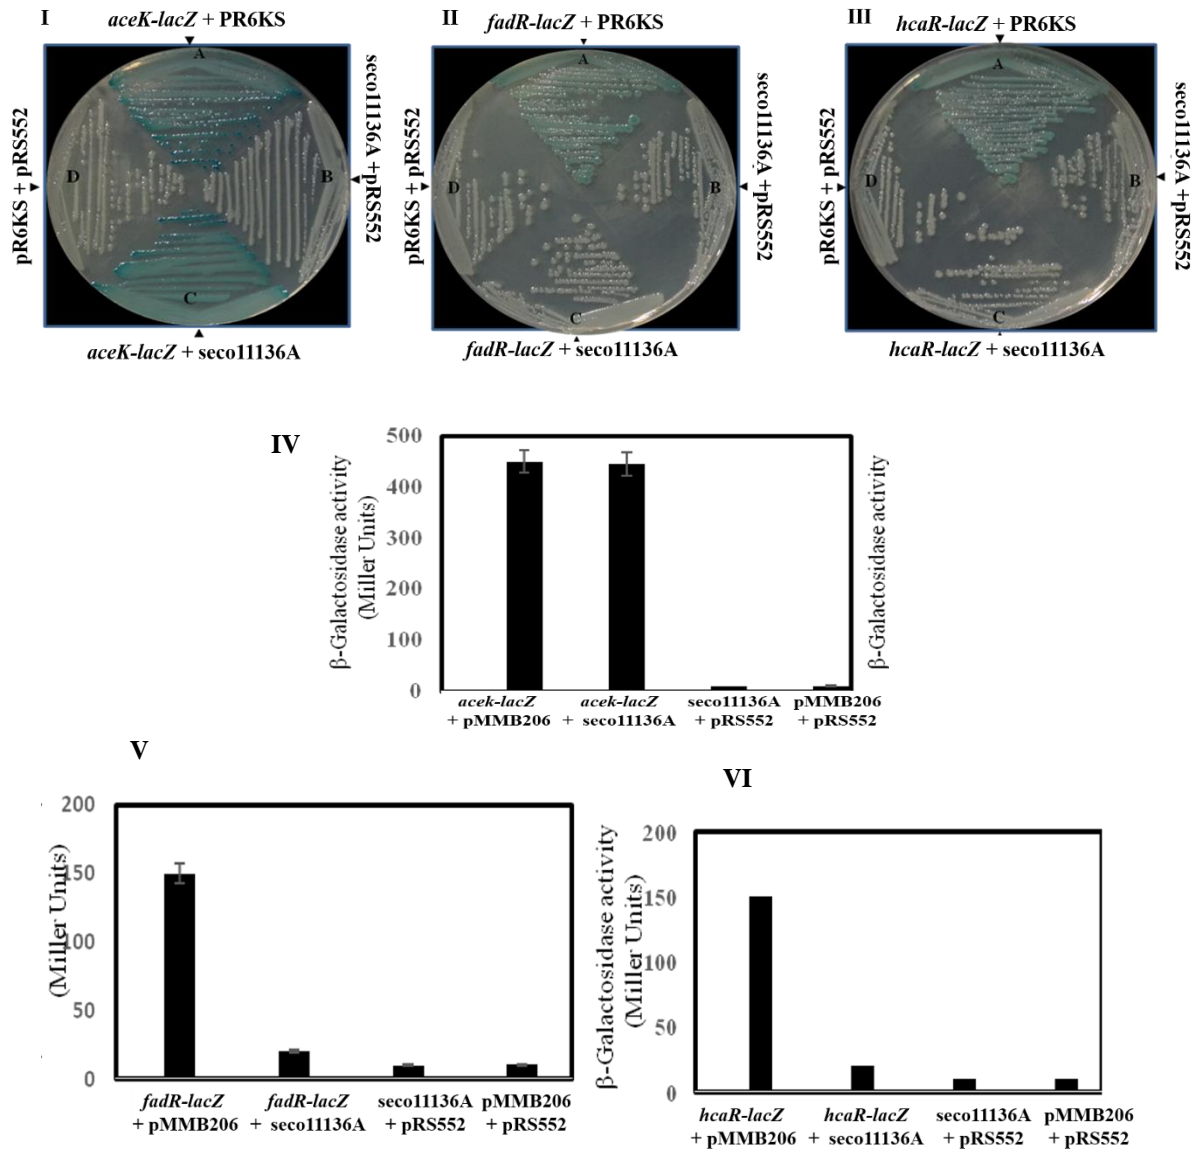 I
aceK-lacZ + PR6KS
A
B
C
D
pR6KS + pRS552
seco11136A +pRS552
aceK-lacZ + seco11136A
II
fadR-lacZ + PR6KS
A
B
C
D
pR6KS + pRS552
seco11136A +pRS552
fadR-lacZ + seco11136A
III
hcaR-lacZ + PR6KS
A
B
C
D
pR6KS + pRS552
seco11136A +pRS552
hcaR-lacZ + seco11136A
IV
β-Galactosidase activity
(Miller Units)
500
400
300
200
100
0
β-Galactosidase activity
acek-lacZ
+ pMMB206
acek-lacZ
+ seco11136A
seco11136A
+ pRS552
pMMB206
+ pRS552
V
(Miller Units)
200
150
100
50
0
fadR-lacZ
+ pMMB206
fadR-lacZ
+ seco11136A
seco11136A
+ pRS552
pMMB206
+ pRS552
VI
β-Galactosidase activity
(Miller Units)
200
150
100
50
0
hcaR-lacZ
+ pMMB206
hcaR-lacZ
+ seco11136A
seco11136A
+ pRS552
pMMB206
+ pRS552